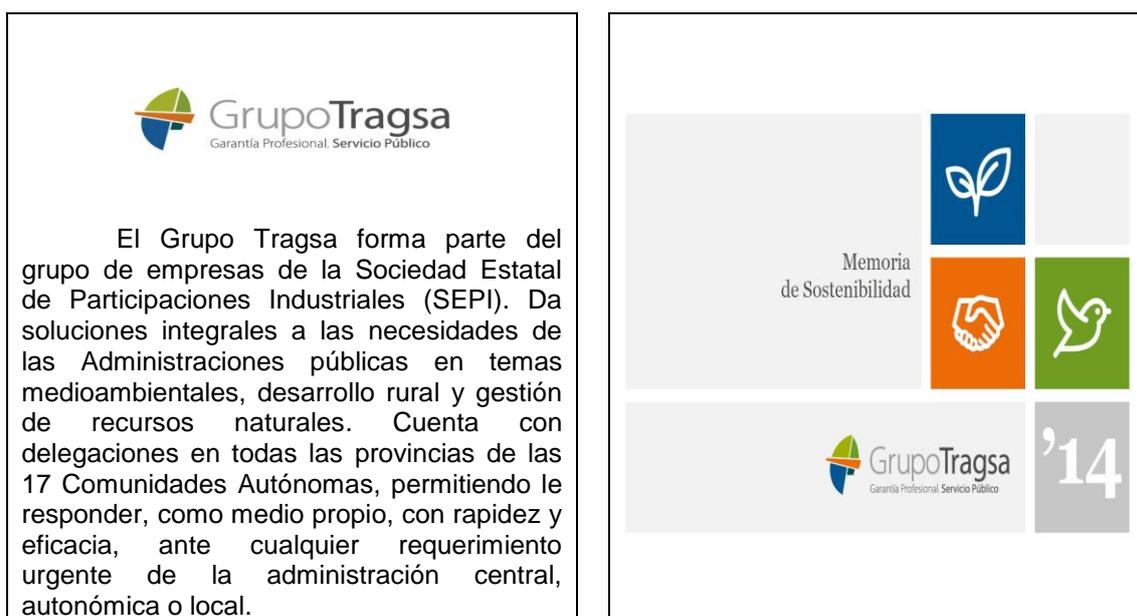 GrupoTragsa
Garantía Profesional. Servicio Público
El Grupo Tragsa forma parte del
grupo de empresas de la Sociedad Estatal
de Participaciones Industriales (SEPI). Da
soluciones integrales a las necesidades de
las Administraciones públicas en temas
medioambientales, desarrollo rural y gestión
de recursos naturales. Cuenta con
delegaciones en todas las provincias de las
17 Comunidades Autónomas, permitiendo le
responder, como medio propio, con rapidez y
eficacia, ante cualquier requerimiento
urgente de la administración central,
autonómica o local.
Memoria
de Sostenibilidad
GrupoTragsa
Garantía Profesional. Servicio Público
’14